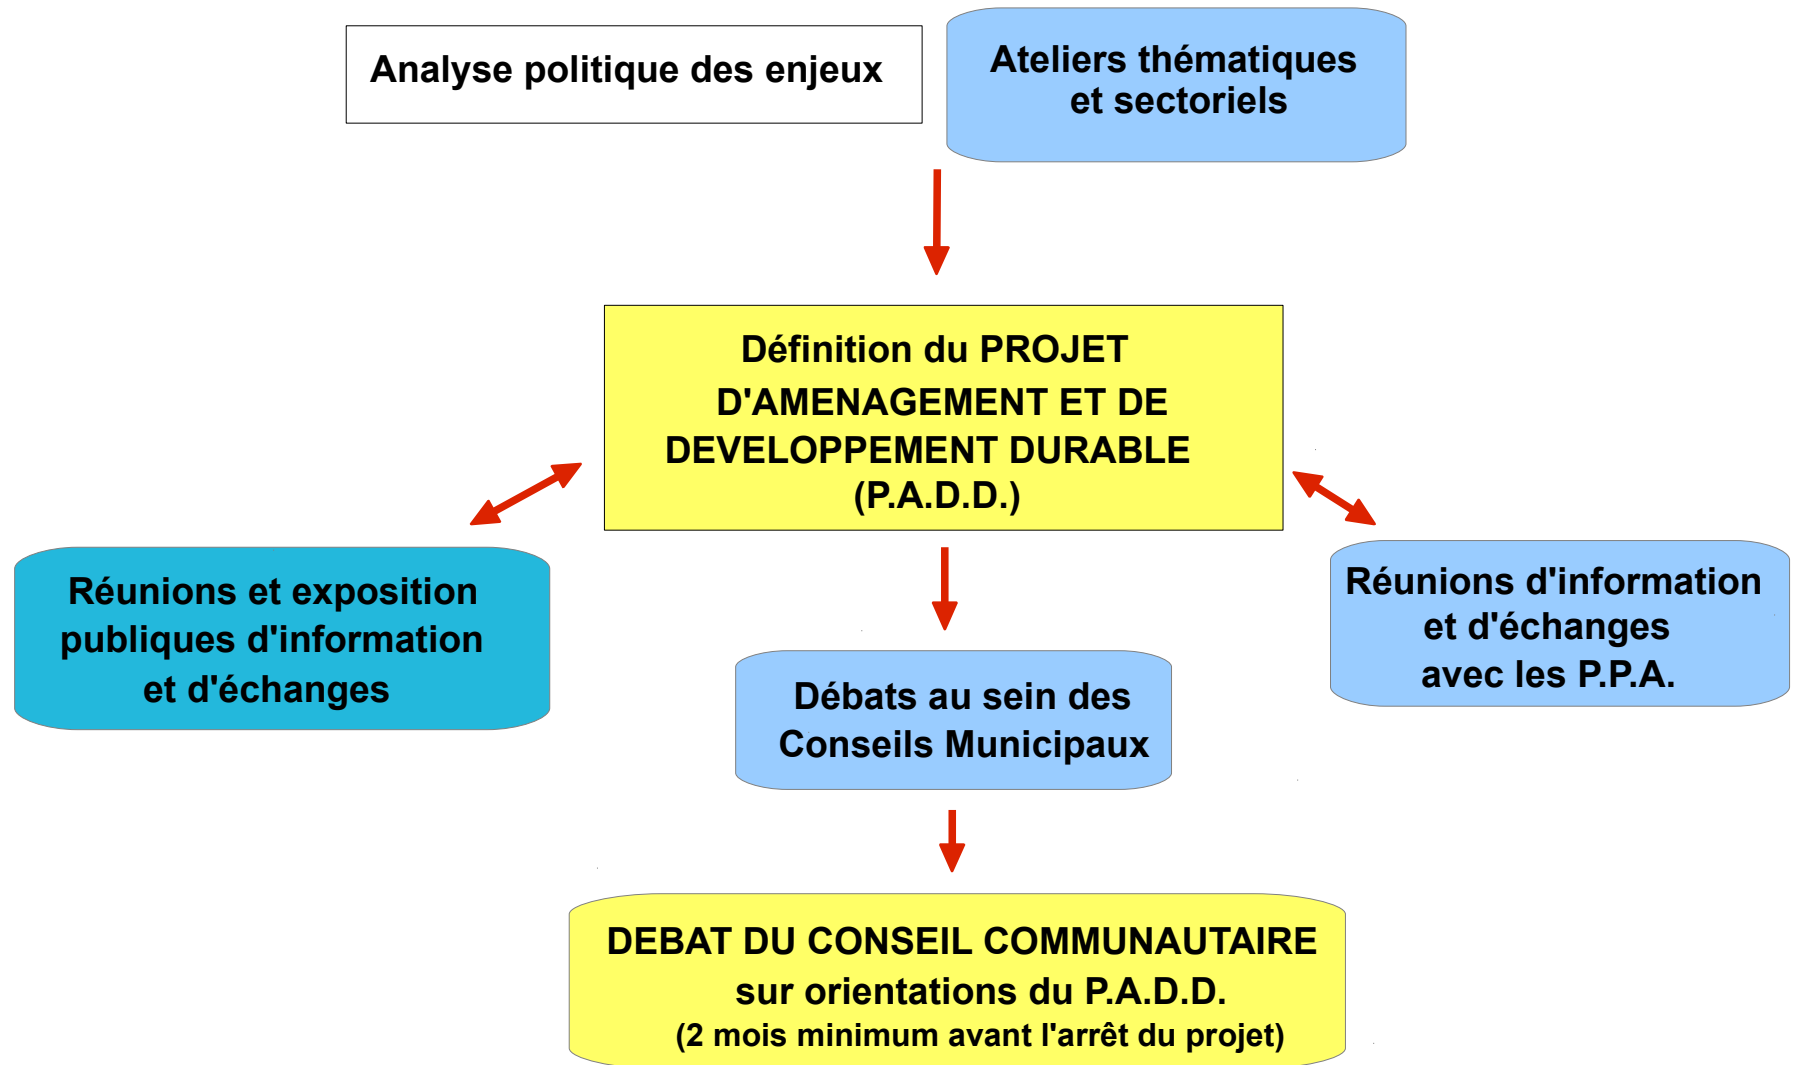 Analyse politique des enjeux
Ateliers thématiques
et sectoriels
Définition du PROJET
D'AMENAGEMENT ET DE
DEVELOPPEMENT DURABLE
(P.A.D.D.)
Réunions et exposition
publiques d'information
et d'échanges
Réunions d'information
et d'échanges
avec les P.P.A.
Débats au sein des
Conseils Municipaux
DEBAT DU CONSEIL COMMUNAUTAIRE
sur orientations du P.A.D.D.
(2 mois minimum avant l'arrêt du projet)